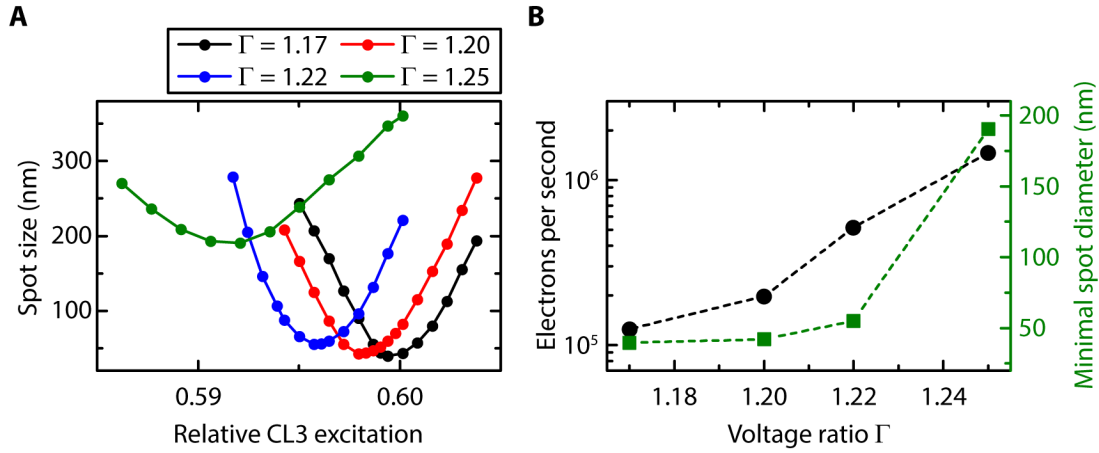 A
B
Γ = 1.17
Γ = 1.20
Γ = 1.22
Γ = 1.25
Spot size (nm)
300
200
100
0.59
0.60
Relative CL3 excitation
Electrons per second
10⁶
10⁵
1.18
1.20
1.22
1.24
Voltage ratio Γ
200
150
100
50
Minimal spot diameter (nm)